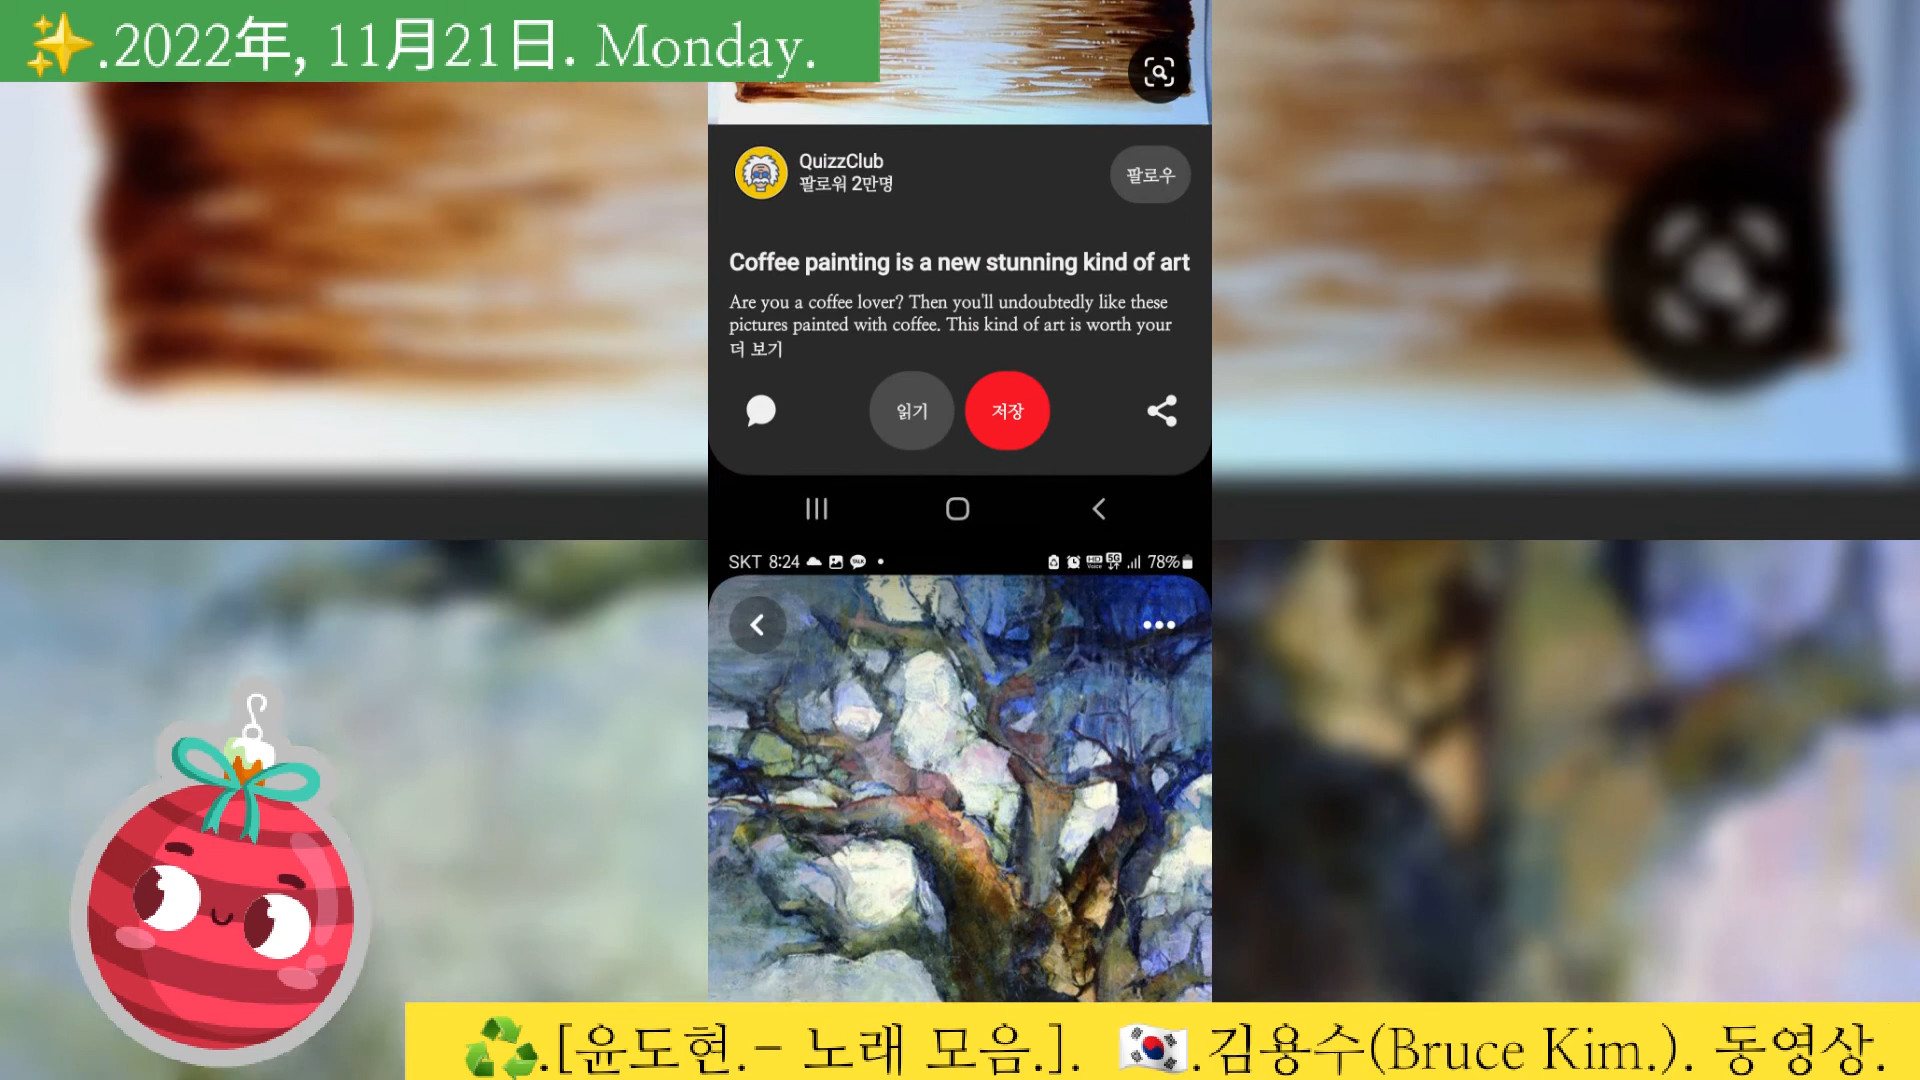 .2022年, 11月21日. Monday.
QuizzClub
팔로워 2만명
팔로우
Coffee painting is a new stunning kind of art
Are you a coffee lover? Then you'll undoubtedly like these
pictures painted with coffee. This kind of art is worth your
더 보기
읽기
저장
SKT 8:24
78%
.[윤도현.- 노래 모음.]. .김용수(Bruce Kim.). 동영상.